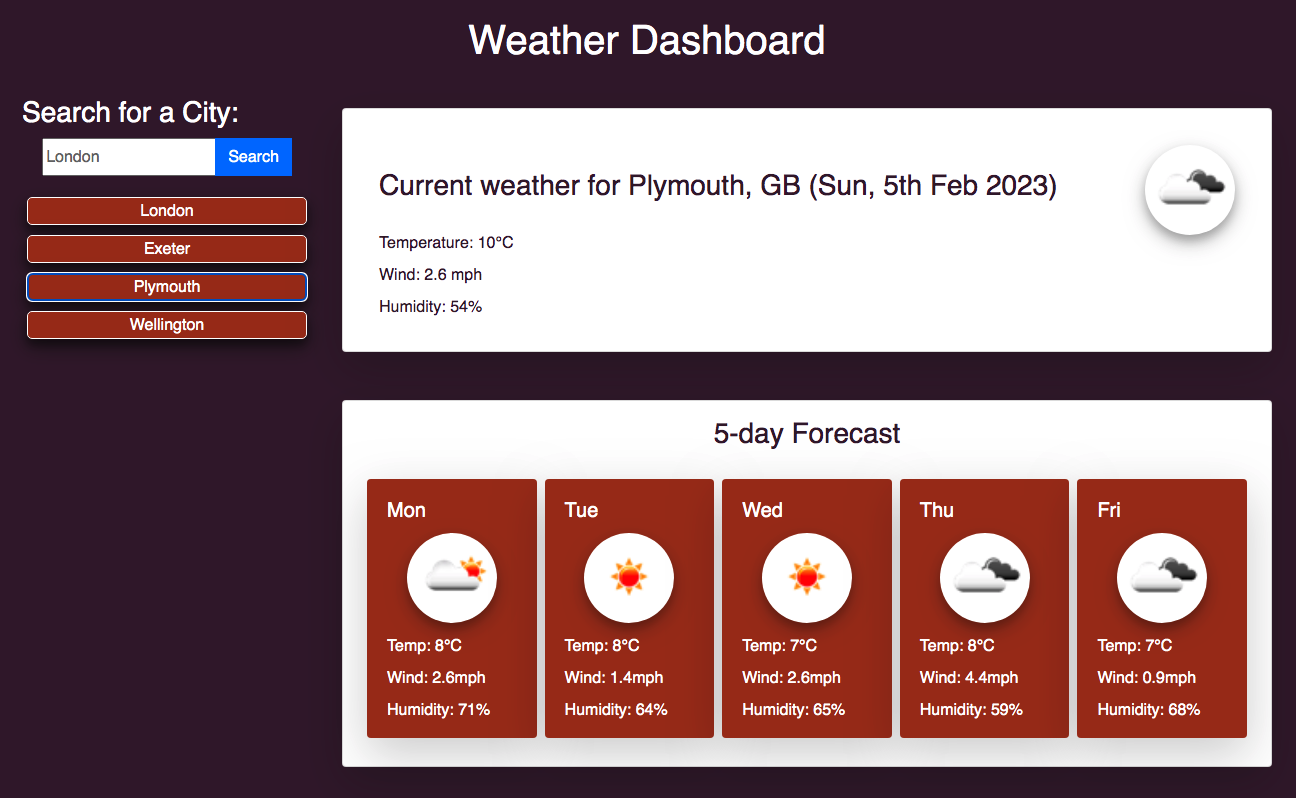 Weather Dashboard
Search for a City:
London
Search
London
Exeter
Plymouth
Wellington
Current weather for Plymouth, GB (Sun, 5th Feb 2023)
Temperature: 10°C
Wind: 2.6 mph
Humidity: 54%
5-day Forecast
Mon
Temp: 8°C
Wind: 2.6mph
Humidity: 71%
Tue
Temp: 8°C
Wind: 1.4mph
Humidity: 64%
Wed
Temp: 7°C
Wind: 2.6mph
Humidity: 65%
Thu
Temp: 8°C
Wind: 4.4mph
Humidity: 59%
Fri
Temp: 7°C
Wind: 0.9mph
Humidity: 68%